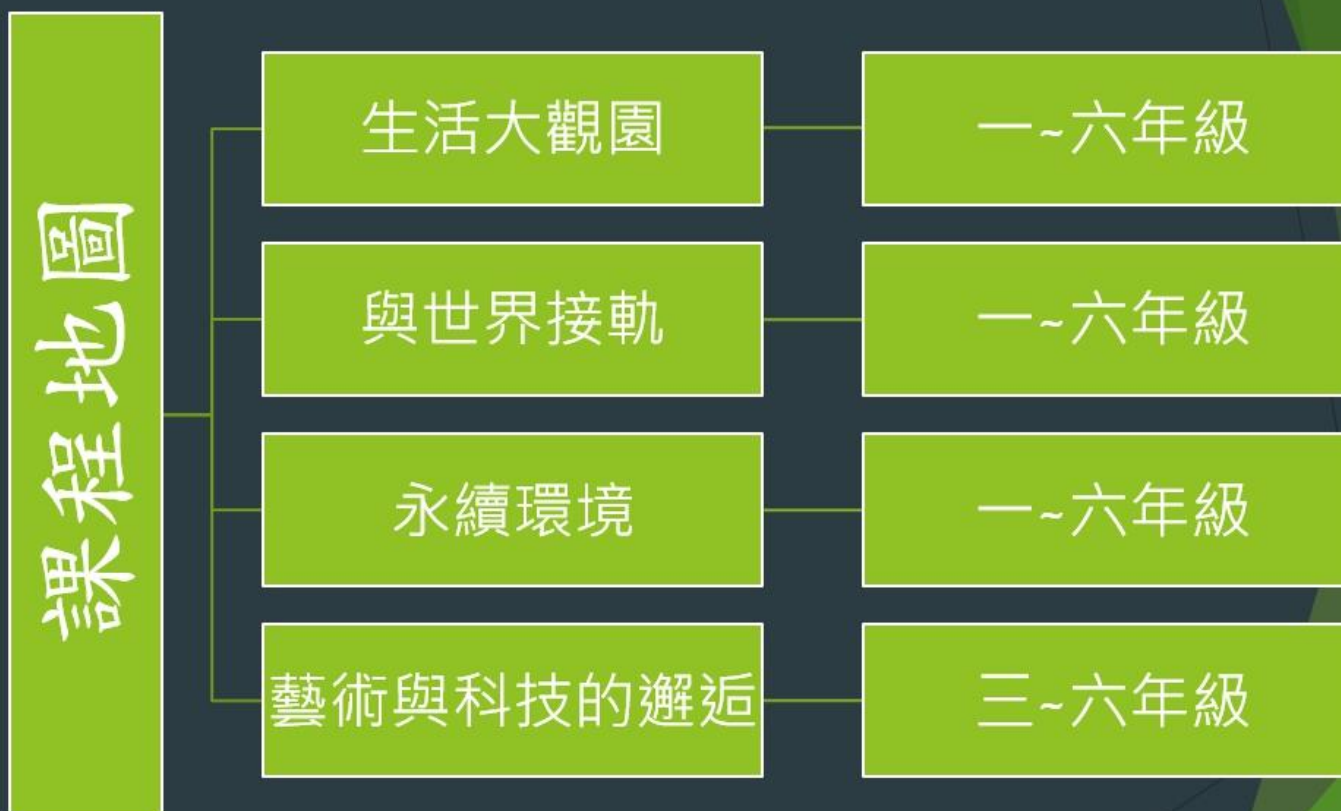 課程地圖
生活大觀園
一~六年級
與世界接軌
一~六年級
永續環境
一~六年級
藝術與科技的邂逅
三~六年級